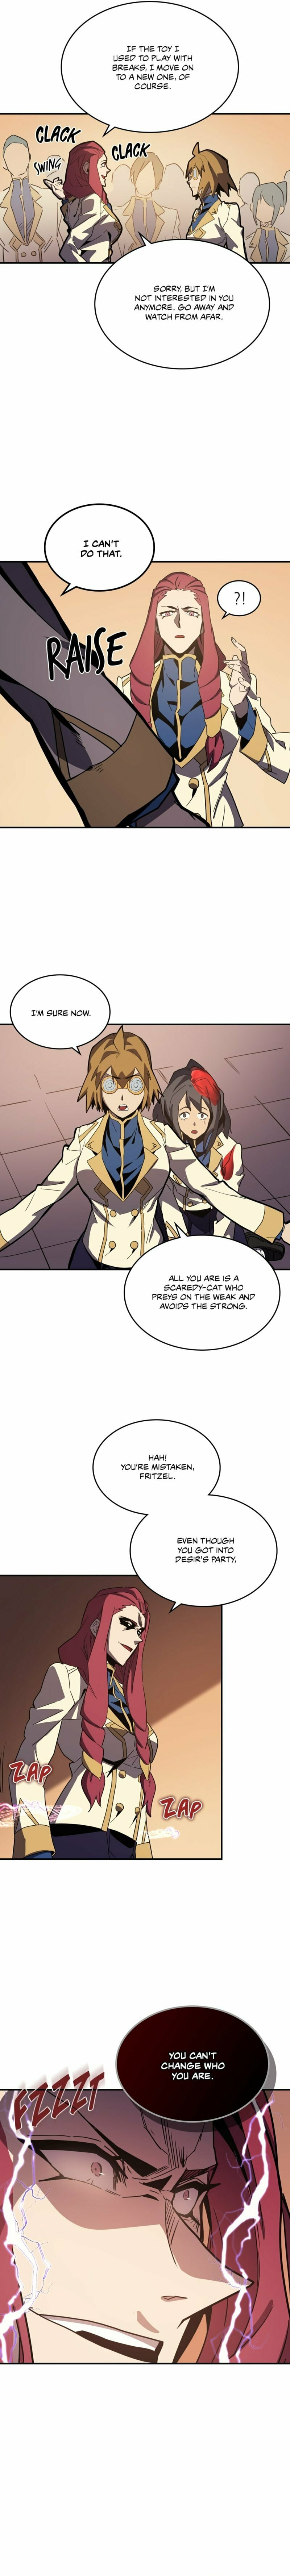 IF THE TOY I
USED TO PLAY WITH
BREAKS, I MOVE ON
TO A NEW ONE, OF
COURSE.
CLACK
SWING
CLACK
SORRY, BUT I'M
NOT INTERESTED IN YOU
ANYMORE. GO AWAY AND
WATCH FROM AFAR.
I CAN'T
DO THAT.
?!
RAISE
I'M SURE NOW.
ALL YOU ARE IS A
SCAREDY-CAT WHO
PREYS ON THE WEAK AND
AVOIDS THE STRONG.
HAH!
YOU'RE MISTAKEN,
FRITZEL.
EVEN THOUGH
YOU GOT INTO
DESIR'S PARTY,
ZAP
ZAP
YOU CAN'T
CHANGE WHO
YOU ARE.
FZZZT